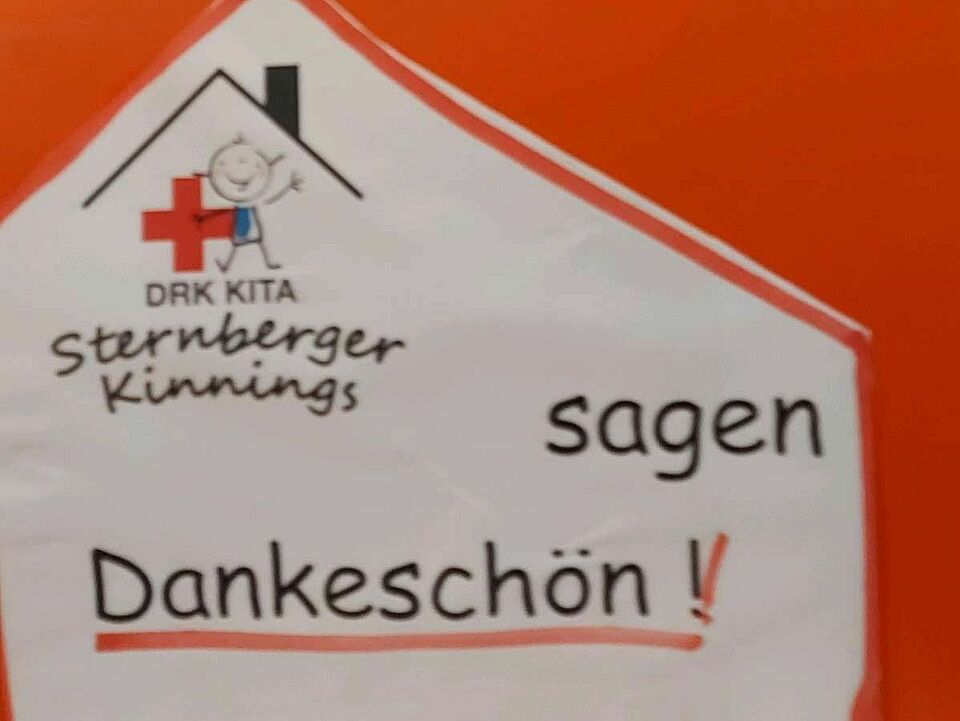 DRK KITA
Sternberger
Kinnings
sagen
Dankeschön !